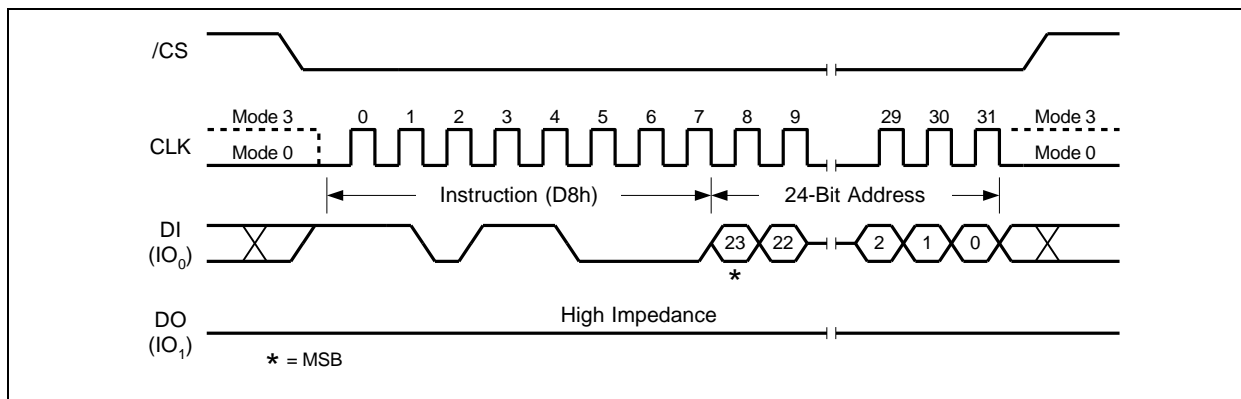 /CS
Mode 3 0 1 2 3 4 5 6 7 8 9 29 30 31 Mode 3
CLK
Mode 0 Mode 0
Instruction (D8h) 24-Bit Address
DI
(IO0)
23 22 2 1 0
*
High Impedance
DO
(IO1)
* = MSB